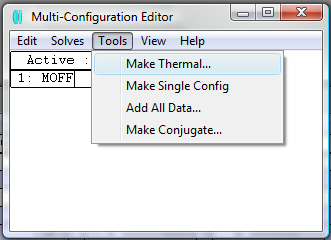 Multi-Configuration Editor
Edit Solves Tools View Help
Active :
1: MOFF
Make Thermal...
Make Single Config
Add All Data...
Make Conjugate...